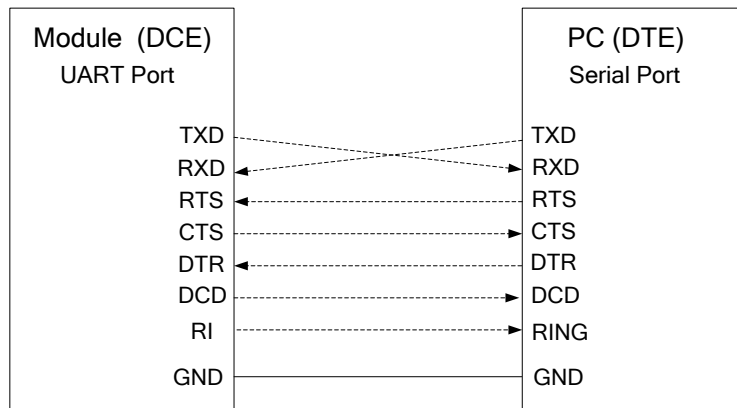 Module (DCE)
UART Port
TXD
RXD
RTS
CTS
DTR
DCD
RI
GND
PC (DTE)
Serial Port
TXD
RXD
RTS
CTS
DTR
DCD
RING
GND